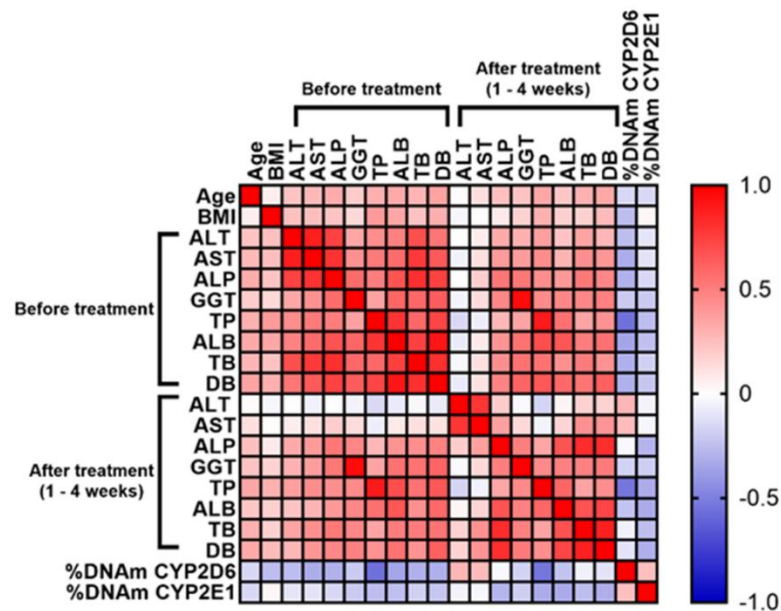 Before treatment
After treatment
(1 - 4 weeks)
Age
BMI
ALT
AST
ALP
GGT
TP
ALB
TB
DB
ALT
AST
ALP
GGT
TP
ALB
TB
DB
%DNAm CYP2D6
%DNAm CYP2E1
Before treatment
After treatment
(1 - 4 weeks)
Age
BMI
ALT
AST
ALP
GGT
TP
ALB
TB
DB
ALT
AST
ALP
GGT
TP
ALB
TB
DB
%DNAm CYP2D6
%DNAm CYP2E1
1.0
0.5
0
-0.5
-1.0